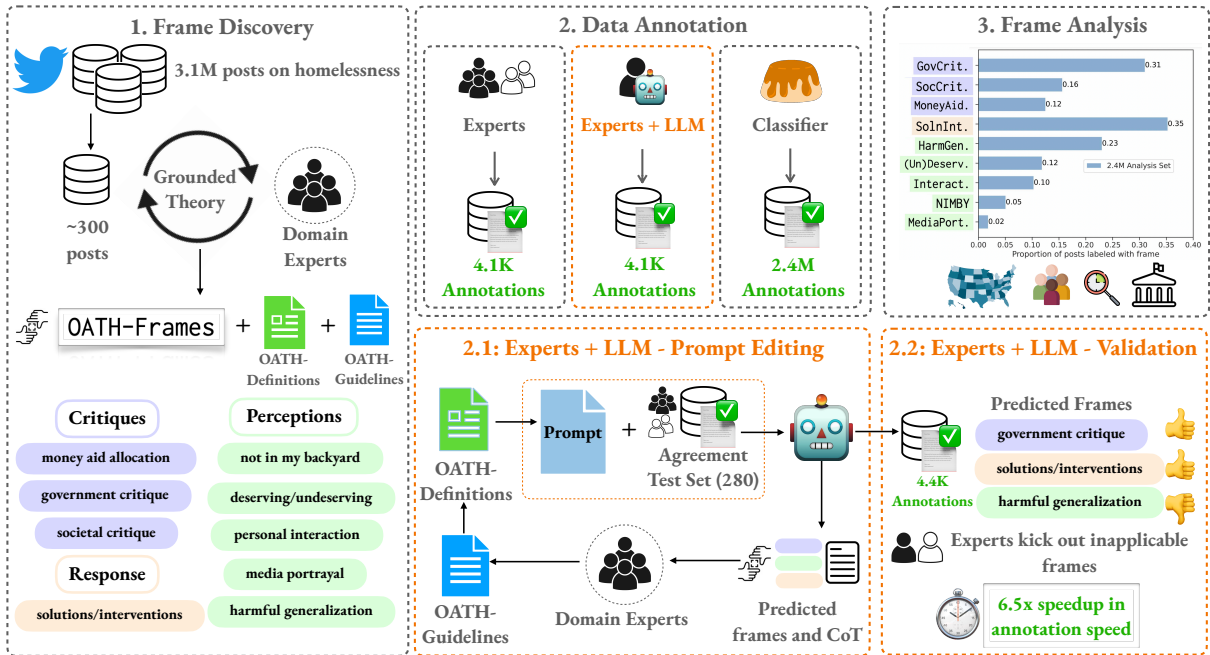 1. Frame Discovery
3.1M posts on homelessness
Grounded
Theory
~300
posts
Domain
Experts
OATH-Frames
+
+
OATH-
Definitions
OATH-
Guidelines
Critiques
money aid allocation
government critique
societal critique
Response
solutions/interventions
Perceptions
not in my backyard
deserving/undeserving
personal interaction
media portrayal
harmful generalization
2. Data Annotation
Experts
4.1K
Annotations
Experts + LLM
4.1K
Annotations
Classifier
2.4M
Annotations
3. Frame Analysis
GovCrit.
0.31
SocCrit.
0.16
MoneyAid.
0.12
SolnInt.
0.35
HarmGen.
0.23
(Un)Deserv.
0.12
2.4M Analysis Set
Interact.
0.10
NIMBY
0.05
MediaPort.
0.02
0.00 0.05 0.10 0.15 0.20 0.25 0.30 0.35 0.40
Proportion of posts labeled with frame
2.1: Experts + LLM - Prompt Editing
OATH-
Definitions
Prompt
+
Agreement
Test Set (280)
OATH-
Guidelines
Domain Experts
Predicted
frames and CoT
2.2: Experts + LLM - Validation
4.4K
Annotations
Predicted Frames
government critique
solutions/interventions
harmful generalization
Experts kick out inapplicable
frames
6.5x speedup in
annotation speed